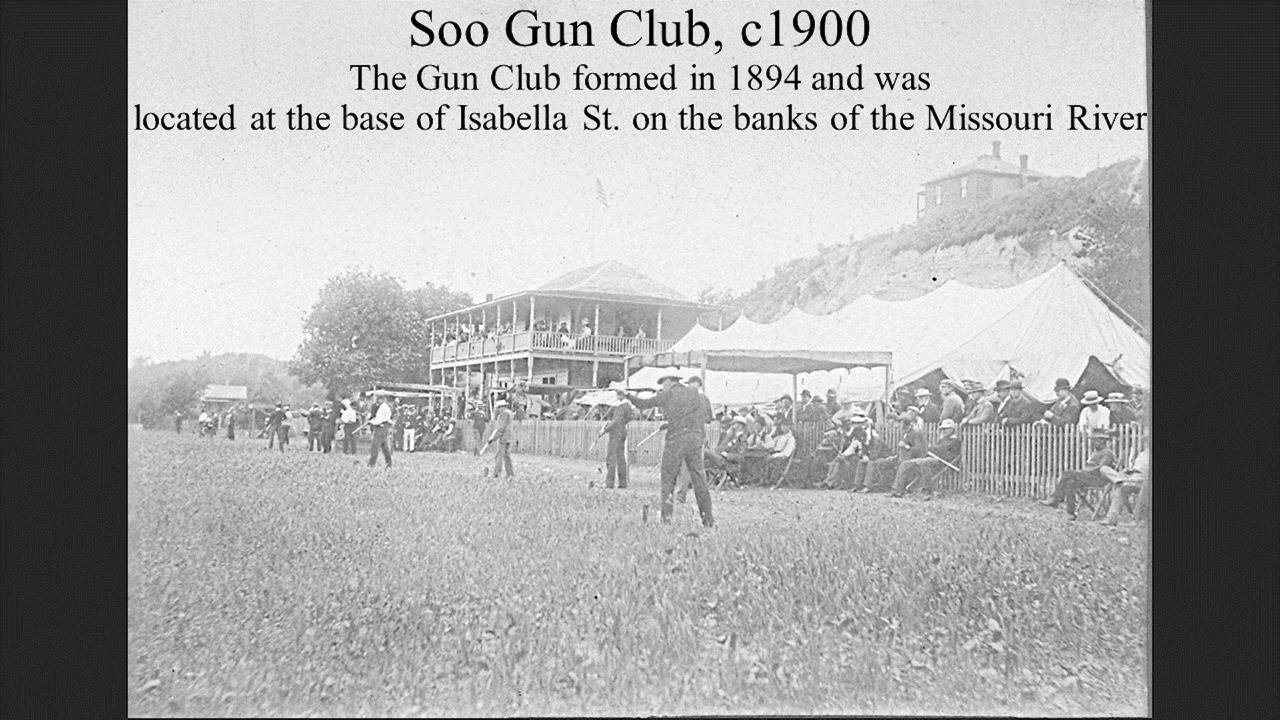 Soo Gun Club, c1900
The Gun Club formed in 1894 and was
located at the base of Isabella St. on the banks of the Missouri River